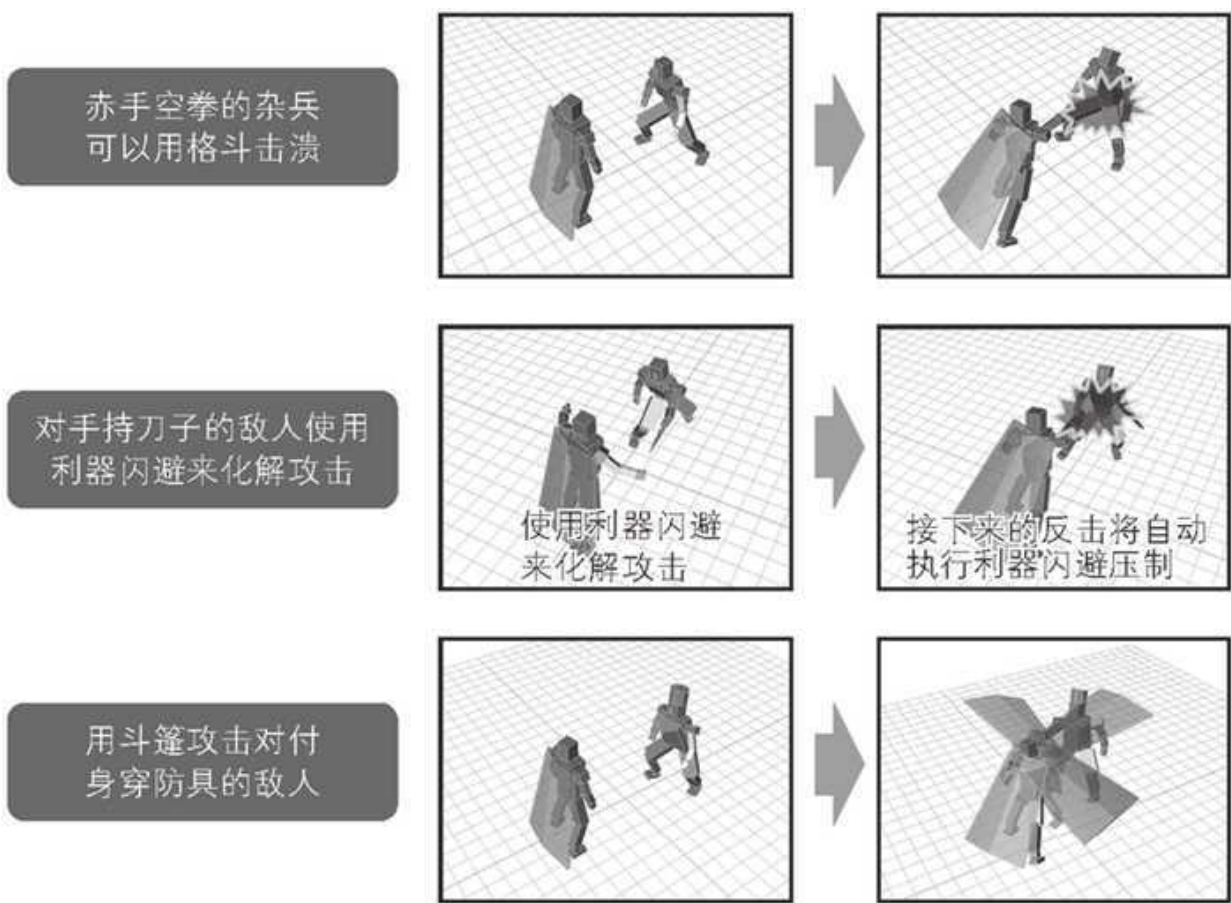 赤手空拳的杂兵
可以用格斗击溃
对手持刀子的敌人使用
利器闪避来化解攻击
使用利器闪避
来化解攻击
接下来的反击将自动
执行利器闪避压制
用斗篷攻击对付
身穿防具的敌人